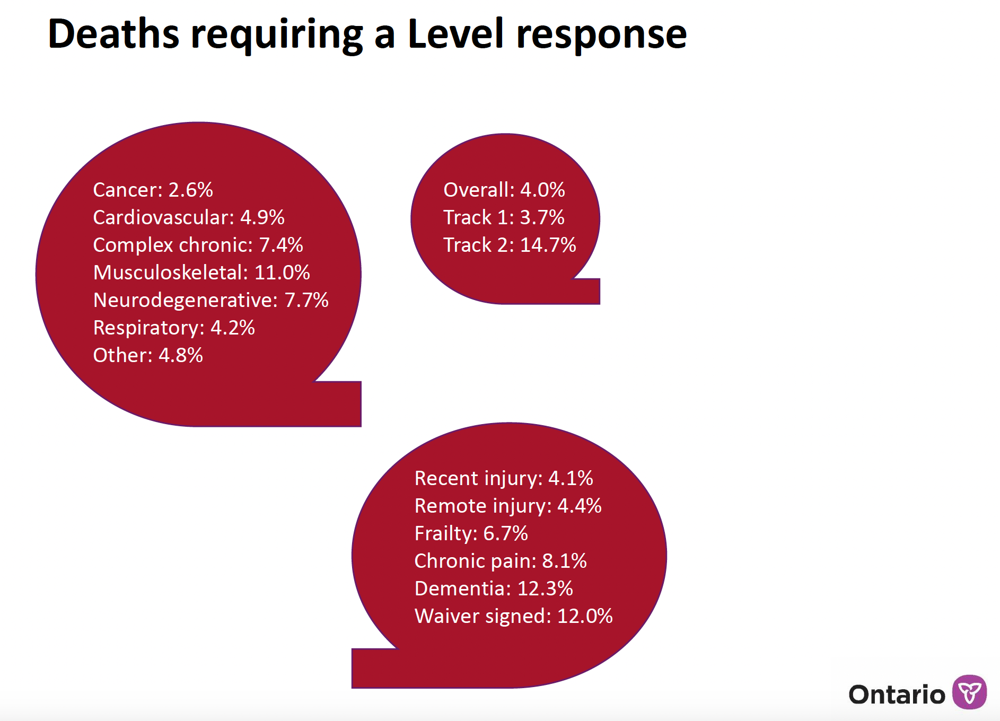 Deaths requiring a Level response
Cancer: 2.6%
Cardiovascular: 4.9%
Complex chronic: 7.4%
Musculoskeletal: 11.0%
Neurodegenerative: 7.7%
Respiratory: 4.2%
Other: 4.8%
Overall: 4.0%
Track 1: 3.7%
Track 2: 14.7%
Recent injury: 4.1%
Remote injury: 4.4%
Frailty: 6.7%
Chronic pain: 8.1%
Dementia: 12.3%
Waiver signed: 12.0%
Ontario